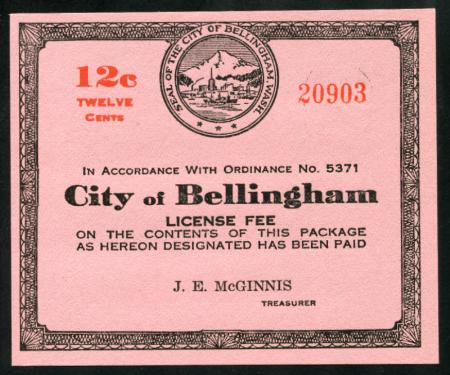 SEAL OF THE CITY OF BELLINGHAM, WASH.
12c
TWELVE
CENTS
20903
IN ACCORDANCE WITH ORDINANCE NO. 5371
City of Bellingham
LICENSE FEE
ON THE CONTENTS OF THIS PACKAGE
AS HEREON DESIGNATED HAS BEEN PAID
J. E. McGINNIS
TREASURER